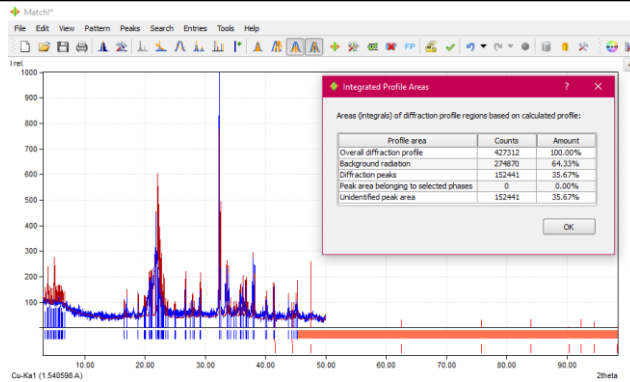 Match!*
File Edit View Pattern Peaks Search Entries Tools Help
I rel.
1000
900
800
700
600
500
400
300
200
100
Integrated Profile Areas ? ×
Areas (integrals) of diffraction profile regions based on calculated profile:
Profile area Counts Amount
Overall diffraction profile 427312 100.00%
Background radiation 274870 64.33%
Diffraction peaks 152441 35.67%
Peak area belonging to selected phases 0 0.00%
Unidentified peak area 152441 35.67%
OK
10.00 20.00 30.00 40.00 50.00 60.00 70.00 80.00 90.00
Cu-Ka1 (1.540598 A) 2theta